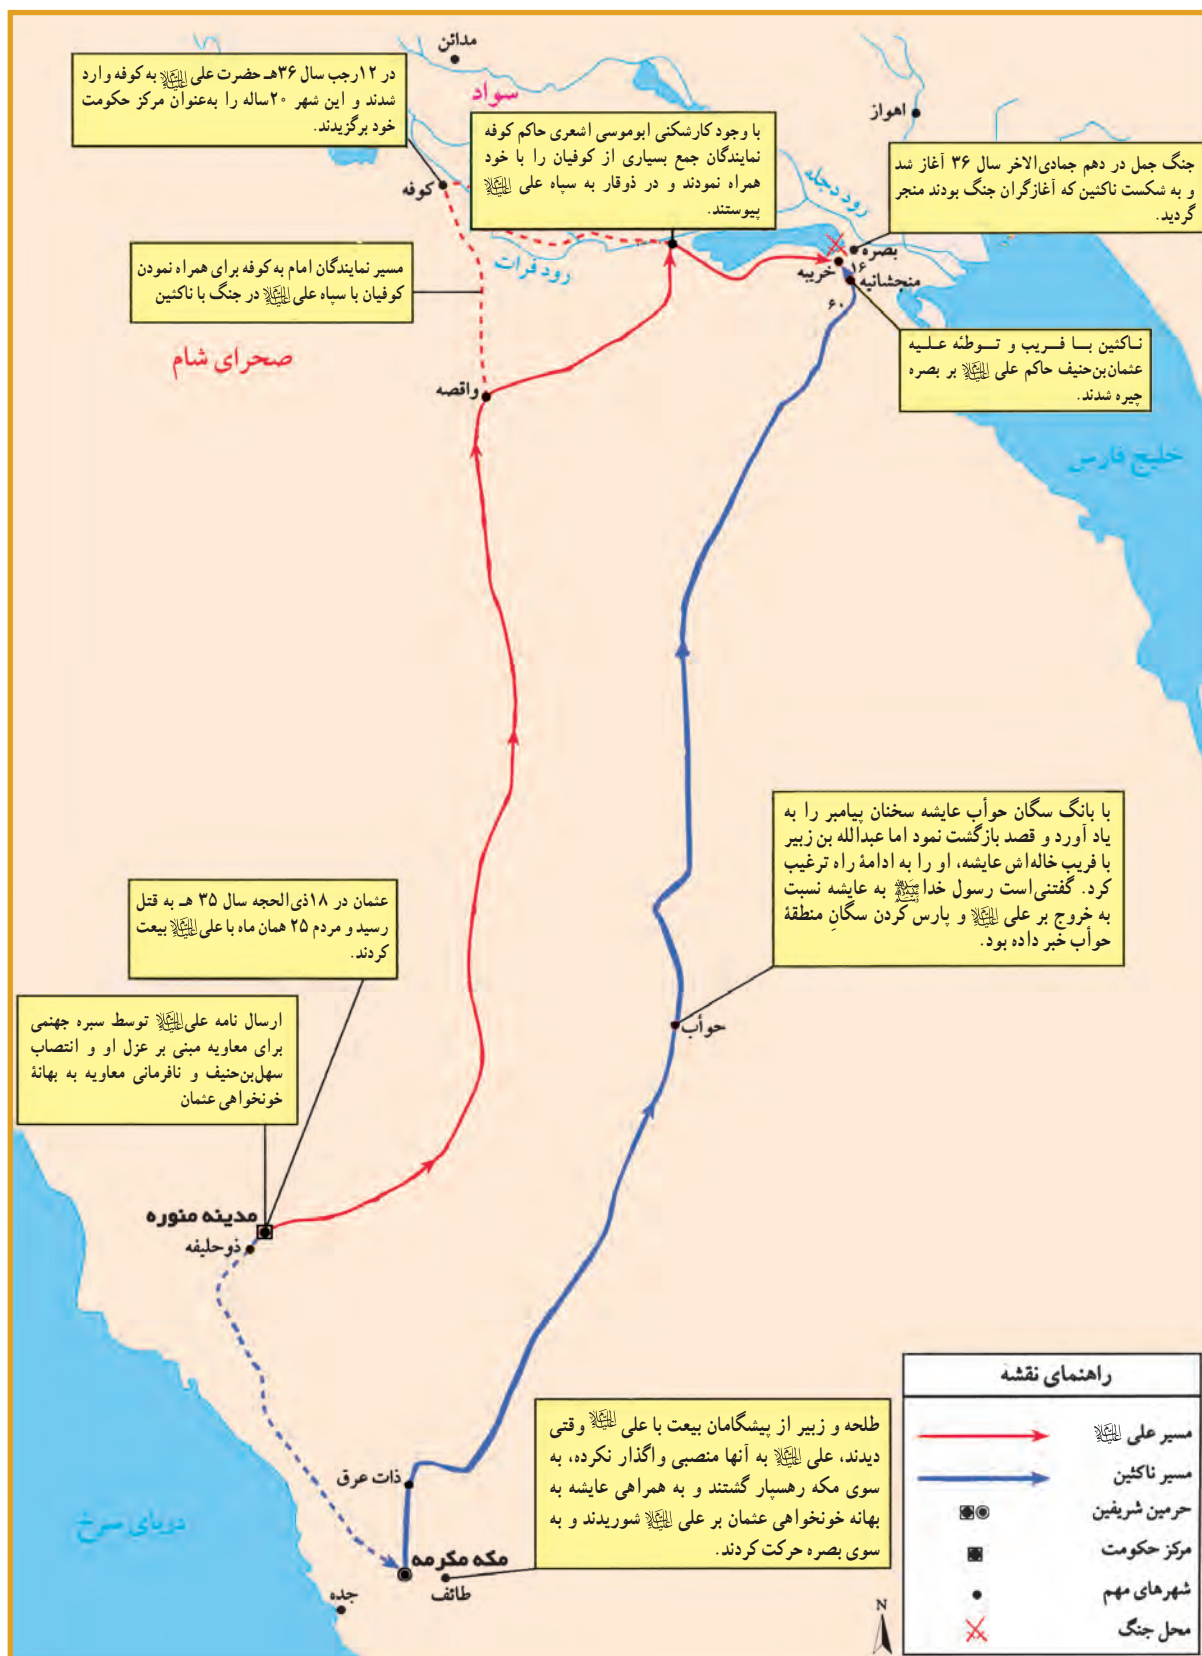 مدائن
در ۱۲رجب سال ۳۶هـ حضرت علی علیه‌السلام به کوفه وارد
شدند و این شهر ۲۰ساله را به‌عنوان مرکز حکومت
خود برگزیدند.
سواد
اهواز
با وجود کارشکنی ابوموسی اشعری حاکم کوفه
نمایندگان جمع بسیاری از کوفیان را با خود
همراه نمودند و در ذوقار به سپاه علی علیه‌السلام
پیوستند.
جنگ جمل در دهم جمادی‌الاخر سال ۳۶ آغاز شد
و به شکست ناکثین که آغازگران جنگ بودند منجر
گردید.
کوفه
رود دجله
رود فرات
بصره
خریبه
۱۶
منجشانیه
۶۰
مسیر نمایندگان امام به کوفه برای همراه نمودن
کوفیان با سپاه علی علیه‌السلام در جنگ با ناکثین
ناکثین با فریب و توطئه علیه
عثمان‌بن‌حنیف حاکم علی علیه‌السلام بر بصره
چیره شدند.
صحرای شام
واقصه
خلیج فارس
با بانگ سگان حوأب عایشه سخنان پیامبر را به
یاد آورد و قصد بازگشت نمود اما عبدالله بن زبیر
با فریب خاله‌اش عایشه، او را به ادامهٔ راه ترغیب
کرد. گفتنی‌است رسول خدا ﷺ به عایشه نسبت
به خروج بر علی علیه‌السلام و پارس کردن سگانِ منطقهٔ
حوأب خبر داده بود.
عثمان در ۱۸ذی‌الحجه سال ۳۵ هـ به قتل
رسید و مردم ۲۵ همان ماه با علی علیه‌السلام بیعت
کردند.
حوأب
ارسال نامه علی علیه‌السلام توسط سبره جهنمی
برای معاویه مبنی بر عزل او و انتصاب
سهل‌بن‌حنیف و نافرمانی معاویه به بهانهٔ
خونخواهی عثمان
مدینه منوره
ذوحلیفه
طلحه و زبیر از پیشگامان بیعت با علی علیه‌السلام وقتی
دیدند، علی علیه‌السلام به آنها منصبی واگذار نکرده، به
سوی مکه رهسپار گشتند و به همراهی عایشه به
بهانه خونخواهی عثمان بر علی علیه‌السلام شوریدند و به
سوی بصره حرکت کردند.
ذات عرق
دریای سرخ
مکه مکرمه
طائف
جده
N
راهنمای نقشه
مسیر علی علیه‌السلام
مسیر ناکثین
حرمین شریفین
مرکز حکومت
شهرهای مهم
محل جنگ